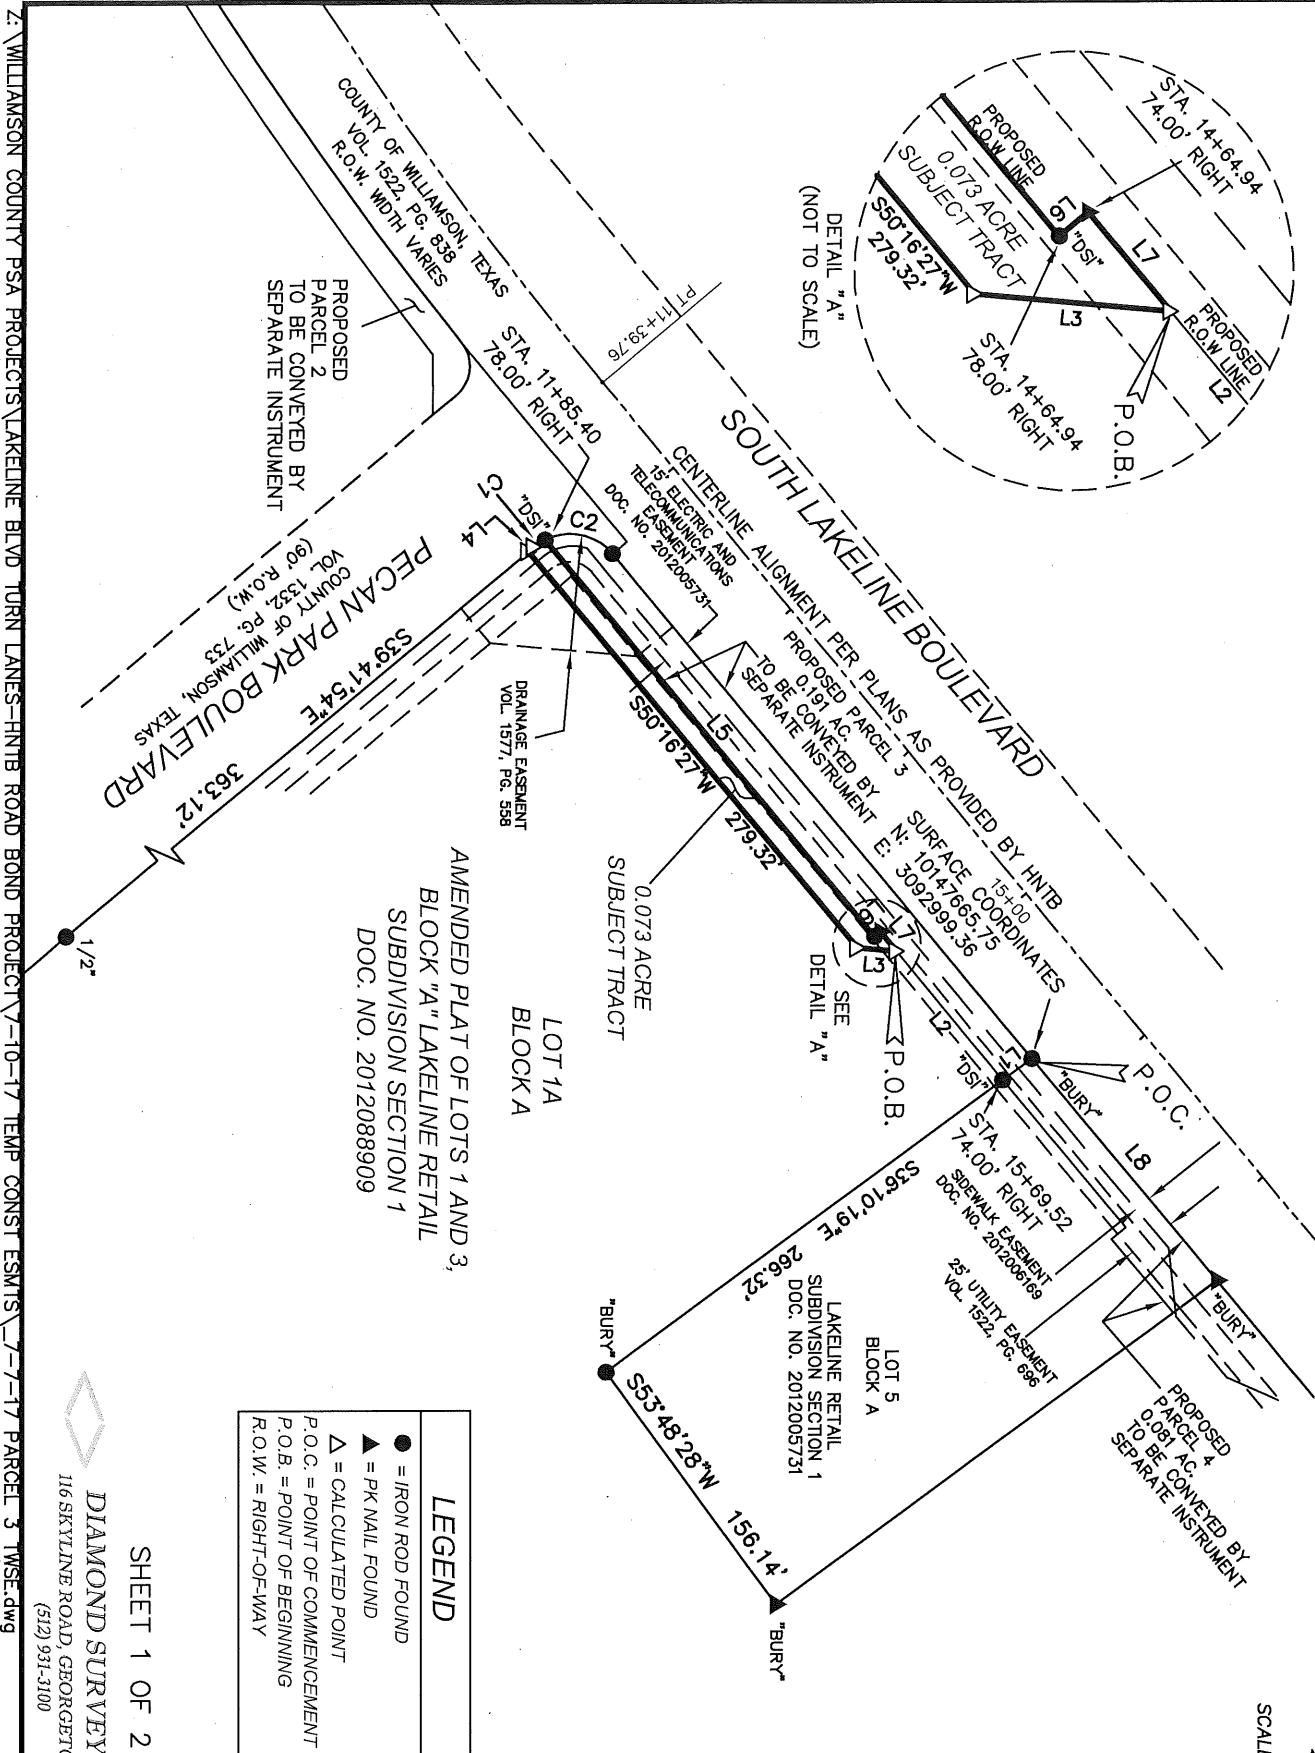 Z:\WILLIAMSON COUNTY PSA PROJECTS\LAKELINE BLVD TURN LANES-HNTB ROAD BOND PROJECT\7-10-17 TEMP CONST ESMTS\_7-7-17 PARCEL 3 TWSE.dwg
SCAL
STA. 14+64.94
74.00' RIGHT
PROPOSED
R.O.W LINE
0.073 ACRE
SUBJECT TRACT
L6
"DSI"
L7
S50°16'27"W
279.32'
L3
PROPOSED
R.O.W LINE
L2
STA. 14+64.94
78.00' RIGHT
P.O.B.
DETAIL "A"
(NOT TO SCALE)
COUNTY OF WILLIAMSON, TEXAS
VOL. 1522, PG. 838
R.O.W. WIDTH VARIES
PT 11+39.76
STA. 11+85.40
78.00' RIGHT
PROPOSED
PARCEL 2
TO BE CONVEYED BY
SEPARATE INSTRUMENT
SOUTH LAKELINE BOULEVARD
CENTERLINE ALIGNMENT PER PLANS AS PROVIDED BY HNTB
15' ELECTRIC AND
TELECOMMUNICATIONS
EASEMENT
DOC. NO. 2012005731
PROPOSED PARCEL 3
0.191 AC.
TO BE CONVEYED BY
SEPARATE INSTRUMENT
15+00
SURFACE COORDINATES
N: 10147665.75
E: 3092999.36
C1
"DSI"
C2
L4
PECAN PARK BOULEVARD
COUNTY OF WILLIAMSON, TEXAS
VOL. 1332, PG. 733
(90' R.O.W.)
S39°41'54"E
363.12'
1/2"
DRAINAGE EASEMENT
VOL. 1577, PG. 558
L5
S50°16'27"W
279.32'
0.073 ACRE
SUBJECT TRACT
L7
L3
SEE
DETAIL "A"
P.O.B.
L2
L1
"DSI"
"BURY"
P.O.C.
L8
"BURY"
STA. 15+69.52
74.00' RIGHT
SIDEWALK EASEMENT
DOC. NO. 2012006169
25' UTILITY EASEMENT
VOL. 1522, PG. 696
PROPOSED
PARCEL 4
0.081 AC.
TO BE CONVEYED BY
SEPARATE INSTRUMENT
S36°10'19"E
266.32'
LOT 5
BLOCK A
LAKELINE RETAIL
SUBDIVISION SECTION 1
DOC. NO. 2012005731
"BURY"
S53°48'28"W
156.14'
"BURY"
LOT 1A
BLOCK A
AMENDED PLAT OF LOTS 1 AND 3,
BLOCK "A" LAKELINE RETAIL
SUBDIVISION SECTION 1
DOC. NO. 2012088909
LEGEND
= IRON ROD FOUND
= PK NAIL FOUND
= CALCULATED POINT
P.O.C. = POINT OF COMMENCEMENT
P.O.B. = POINT OF BEGINNING
R.O.W. = RIGHT-OF-WAY
SHEET 1 OF 2
DIAMOND SURVEY
116 SKYLINE ROAD, GEORGETO
(512) 931-3100